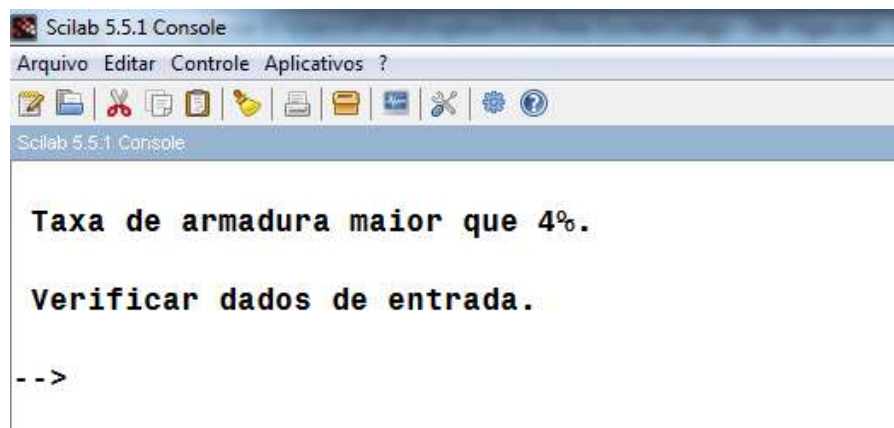 Scilab 5.5.1 Console
Arquivo Editar Controle Aplicativos ?
Scilab 5.5.1 Console
Taxa de armadura maior que 4%.
Verificar dados de entrada.
-->